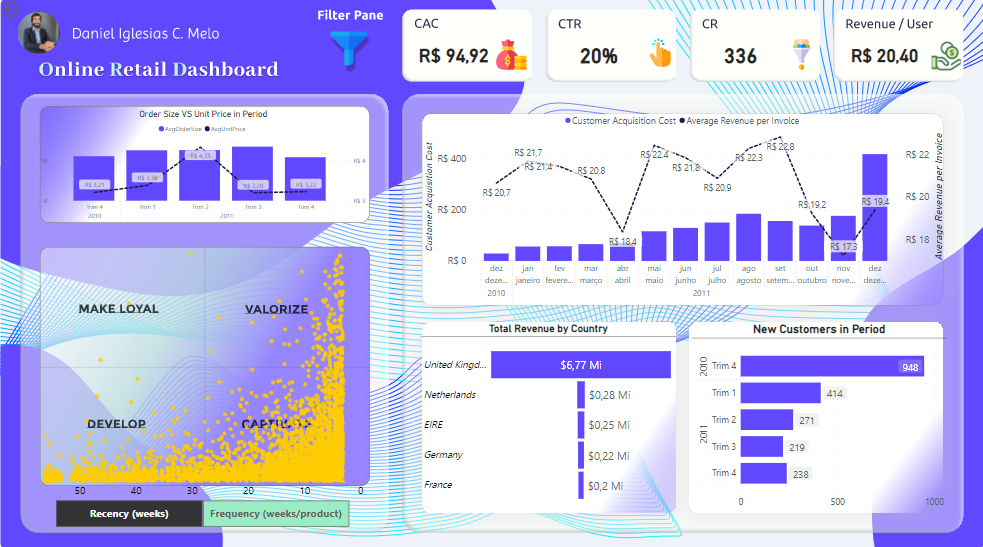 Daniel Iglesias C. Melo
Online Retail Dashboard
Filter Pane
CAC
R$ 94,92
CTR
20%
CR
336
Revenue / User
R$ 20,40
Order Size VS Unit Price in Period
AvgOrderSize AvgUnitPrice
R$ 4
R$ 3
R$ 3,21
R$ 3,38
R$ 4,33
R$ 3,20
R$ 3,22
Trim 4 Trim 1 Trim 2 Trim 3 Trim 4
2010 2011
MAKE LOYAL
VALORIZE
DEVELOP
50 40 30 20 10 0
Recency (weeks)
Frequency (weeks/product)
Customer Acquisition Cost Average Revenue per Invoice
Customer Acquisition Cost
R$ 400
R$ 200
R$ 0
R$ 20,7
R$ 21,7
R$ 21,4
R$ 20,8
R$ 18,4
R$ 22,4
R$ 21,8
R$ 20,9
R$ 22,3
R$ 22,8
R$ 19,2
R$ 17,3
R$ 19,4
R$ 22
R$ 20
R$ 18
Average Revenue per Invoice
dez jan fev mar abr mai jun jul ago set out nov dez
deze... janeiro fevere... março abril maio junho julho agosto setem... outubro nove... deze...
2010 2011
Total Revenue by Country
United Kingd... $6,77 Mi
Netherlands $0,28 Mi
EIRE $0,25 Mi
Germany $0,22 Mi
France $0,2 Mi
New Customers in Period
2010
Trim 4 948
2011
Trim 1 414
Trim 2 271
Trim 3 219
Trim 4 238
0 500 1000